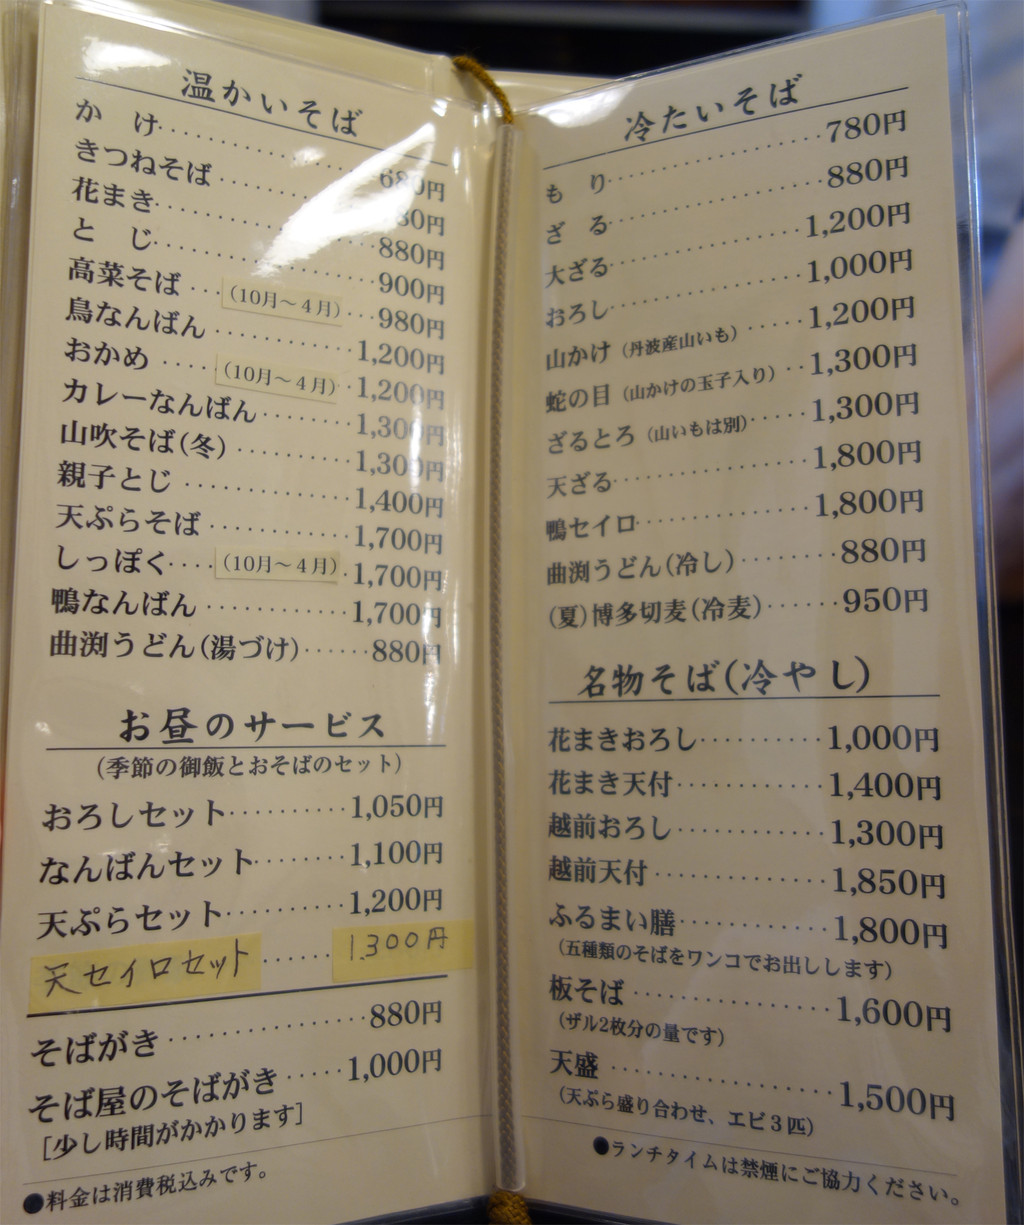 温かいそば
か け 680円
きつねそば
花まき 880円
と じ 900円
高菜そば (10月～4月) 980円
鳥なんばん 1,200円
おかめ (10月～4月) 1,200円
カレーなんばん 1,300円
山吹そば(冬) 1,300円
親子とじ 1,400円
天ぷらそば 1,700円
しっぽく (10月～4月) 1,700円
鴨なんばん 1,700円
曲渕うどん(湯づけ) 880円
お昼のサービス
(季節の御飯とおそばのセット)
おろしセット 1,050円
なんばんセット 1,100円
天ぷらセット 1,200円
天セイロセット 1,300円
そばがき 880円
そば屋のそばがき 1,000円
[少し時間がかかります]
●料金は消費税込みです。
冷たいそば
も り 780円
ざ る 880円
大ざる 1,200円
おろし 1,000円
山かけ (丹波産山いも) 1,200円
蛇の目 (山かけの玉子入り) 1,300円
ざるとろ (山いもは別) 1,300円
天ざる 1,800円
鴨セイロ 1,800円
曲渕うどん(冷し) 880円
(夏)博多切麦(冷麦) 950円
名物そば(冷やし)
花まきおろし 1,000円
花まき天付 1,400円
越前おろし 1,300円
越前天付 1,850円
ふるまい膳 1,800円
(五種類のそばをワンコでお出しします)
板そば 1,600円
(ザル2枚分の量です)
天盛 1,500円
(天ぷら盛り合わせ、エビ3匹)
●ランチタイムは禁煙にご協力ください。